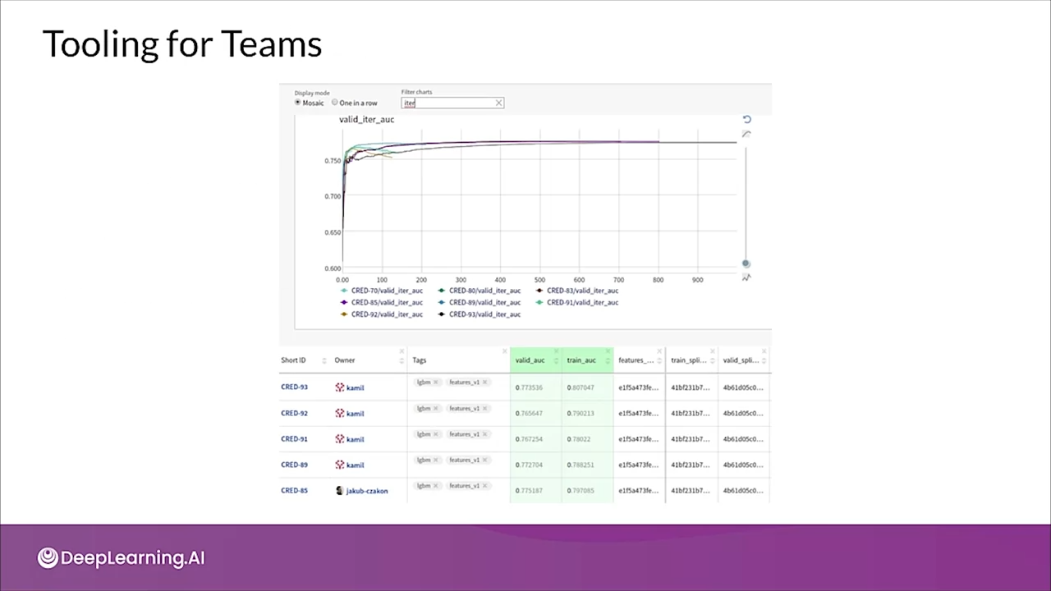 Tooling for Teams
Display mode
Mosaic
One in a row
Filter charts
iter
valid_iter_auc
0.750
0.700
0.650
0.600
0.00 100 200 300 400 500 600 700 800 900
CRED-70/valid_iter_auc CRED-80/valid_iter_auc CRED-83/valid_iter_auc
CRED-85/valid_iter_auc CRED-89/valid_iter_auc CRED-91/valid_iter_auc
CRED-92/valid_iter_auc CRED-93/valid_iter_auc
Short ID Owner Tags valid_auc train_auc features_... train_spli... valid_spli...
CRED-93 kamil lgbm features_v1 0.773536 0.807047 e1f5a473fe... 41bf231b7... 4b61d05c0...
CRED-92 kamil lgbm features_v1 0.765647 0.790213 e1f5a473fe... 41bf231b7... 4b61d05c0...
CRED-91 kamil lgbm features_v1 0.767254 0.78022 e1f5a473fe... 41bf231b7... 4b61d05c0...
CRED-89 kamil lgbm features_v1 0.772704 0.788251 e1f5a473fe... 41bf231b7... 4b61d05c0...
CRED-85 jakub-czakon lgbm features_v1 0.775187 e1f5a473fe... 41bf231b7... 4b61d05c0...
DeepLearning.AI